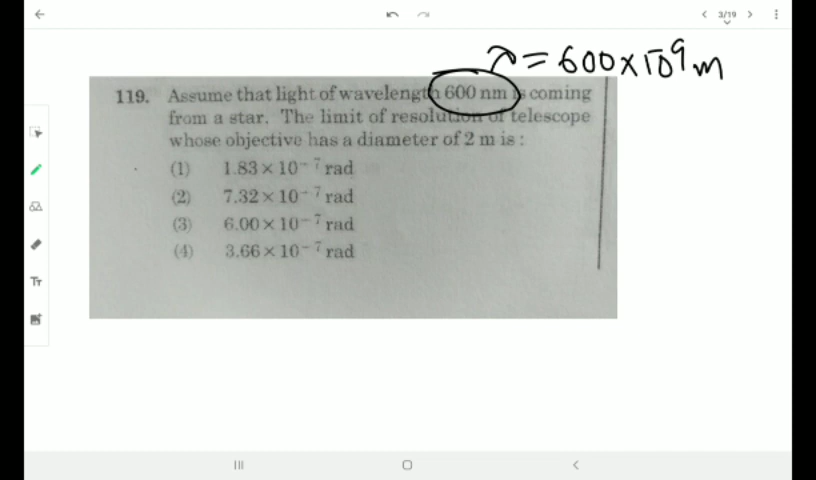 3/19
λ = 600 × 10⁻⁹ m
119. Assume that light of wavelength 600 nm is coming
from a star. The limit of resolution of telescope
whose objective has a diameter of 2 m is :
(1) 1.83 × 10⁻⁷ rad
(2) 7.32 × 10⁻⁷ rad
(3) 6.00 × 10⁻⁷ rad
(4) 3.66 × 10⁻⁷ rad
TT